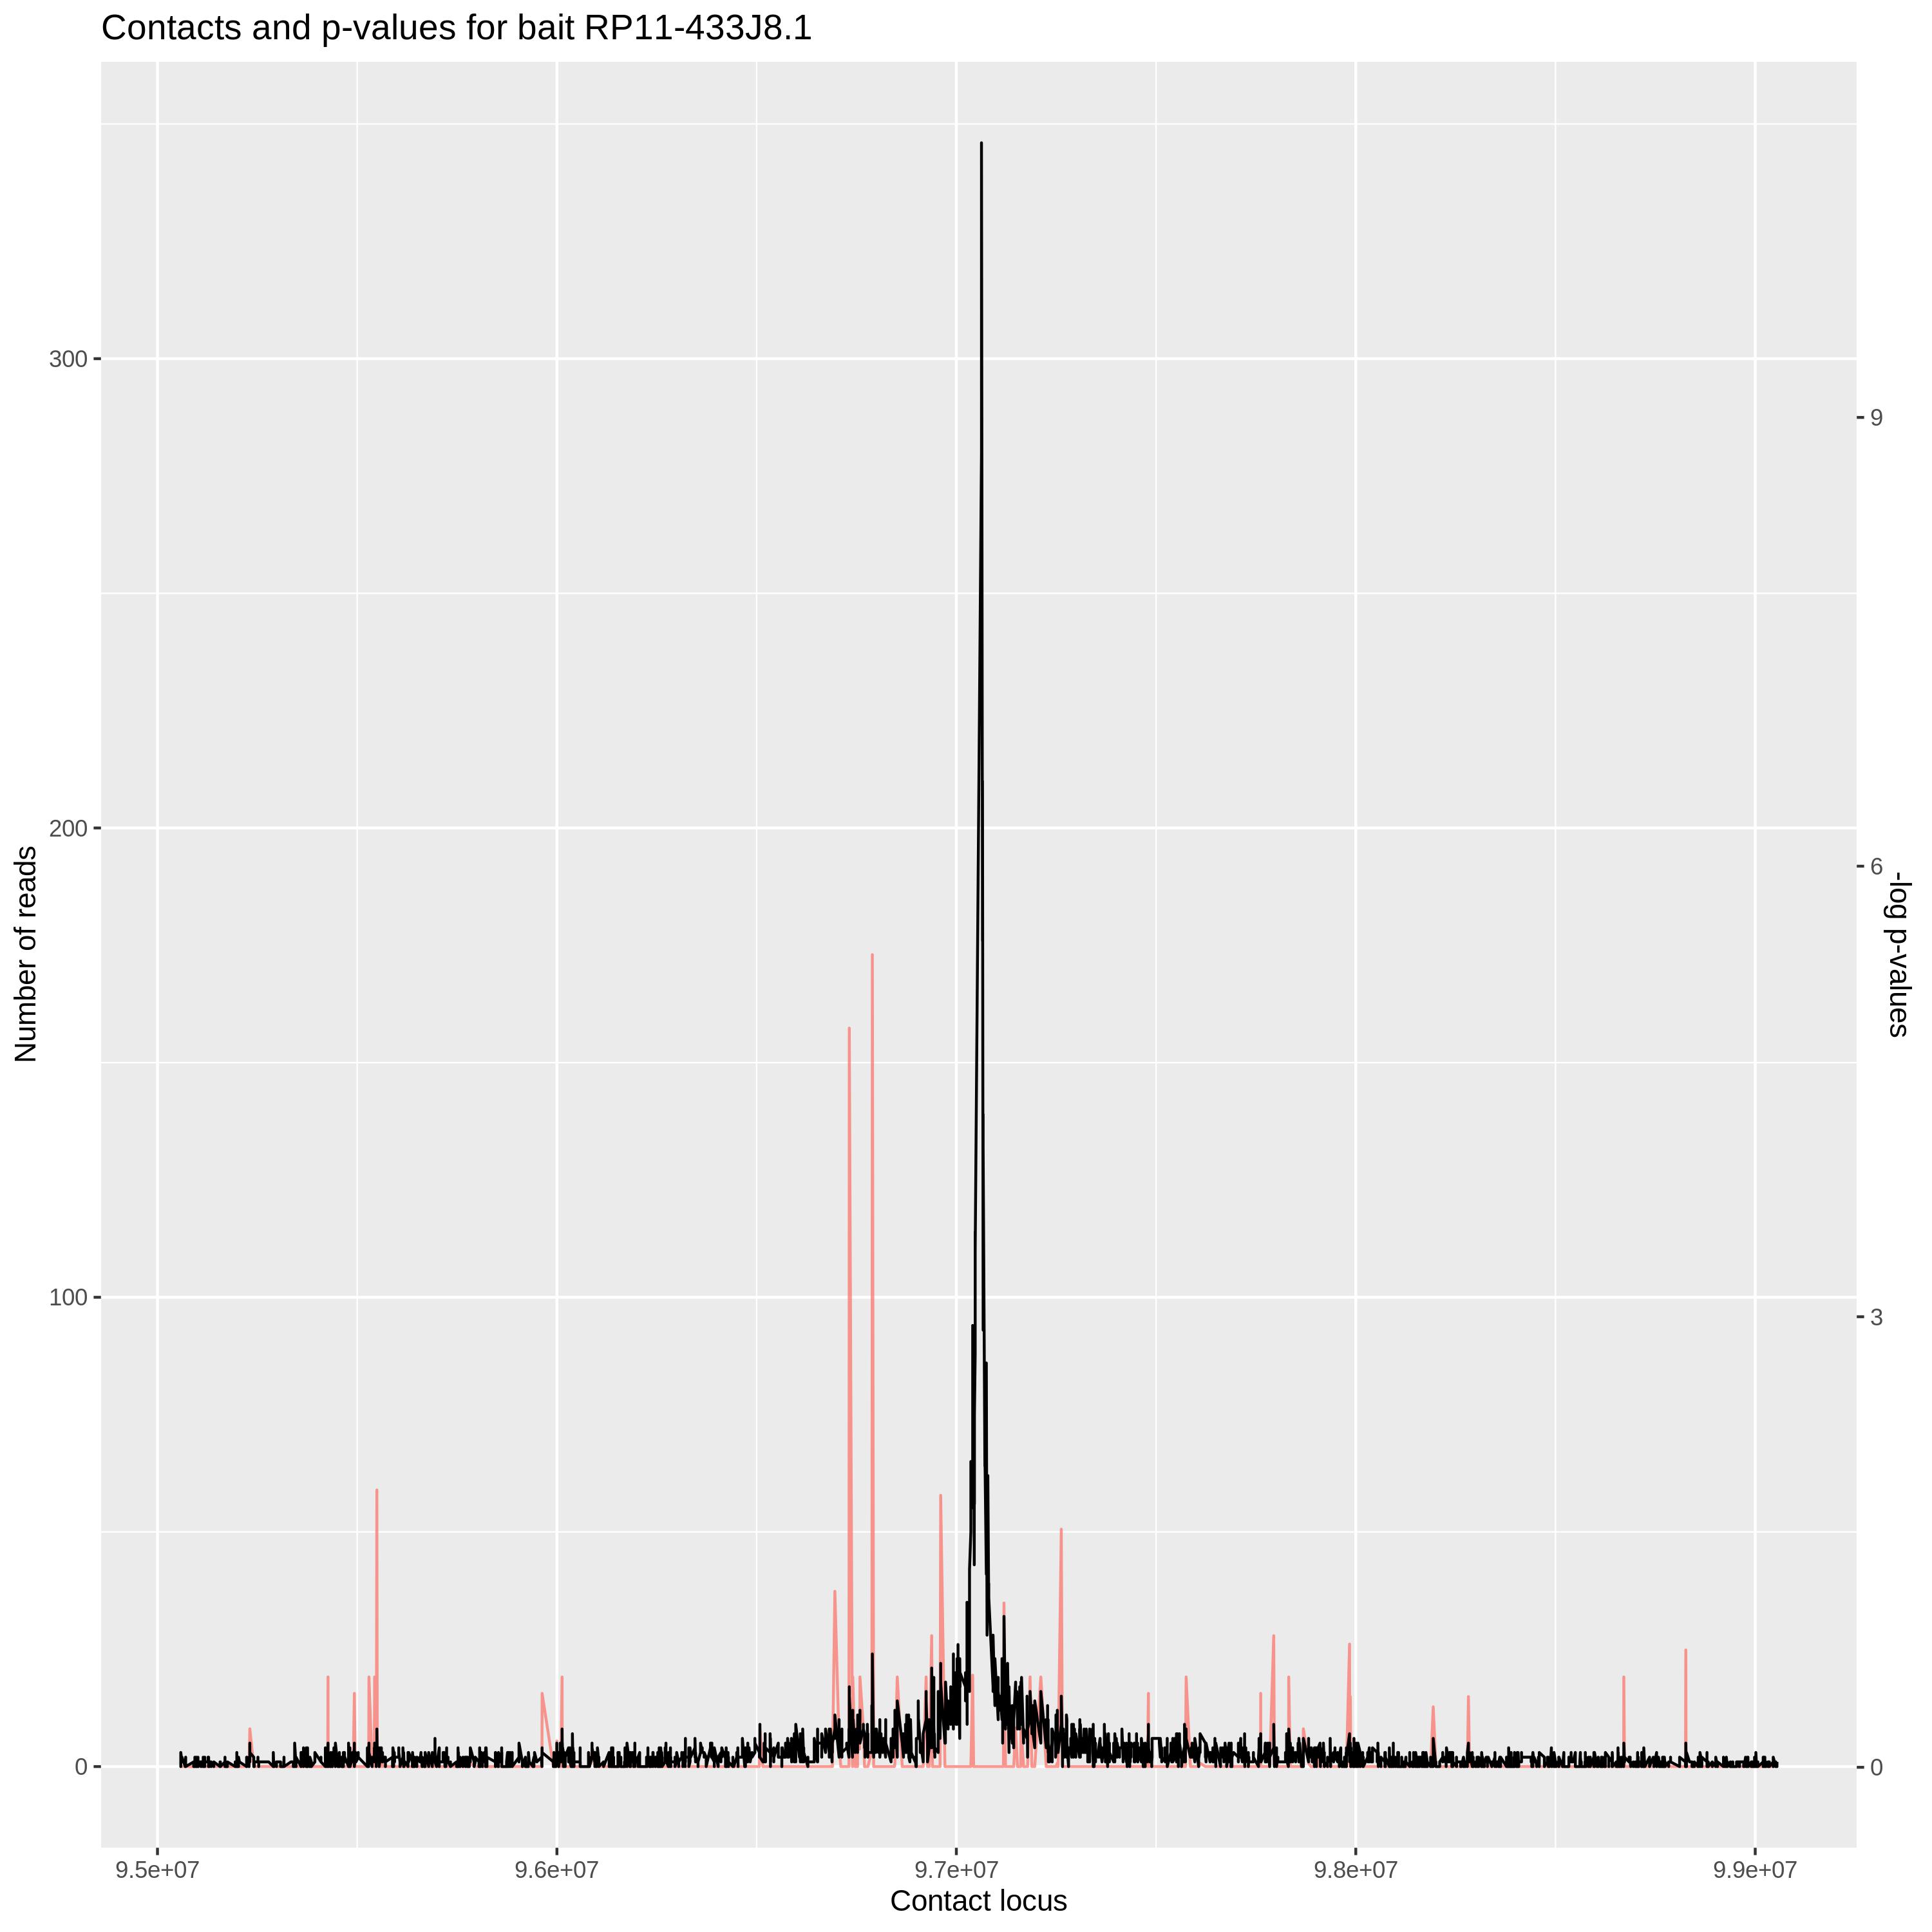 Contacts and p-values for bait RP11-433J8.1
300
200
100
0
Number of reads
9
6
3
0
-log p-values
9.5e+07
9.6e+07
9.7e+07
9.8e+07
9.9e+07
Contact locus